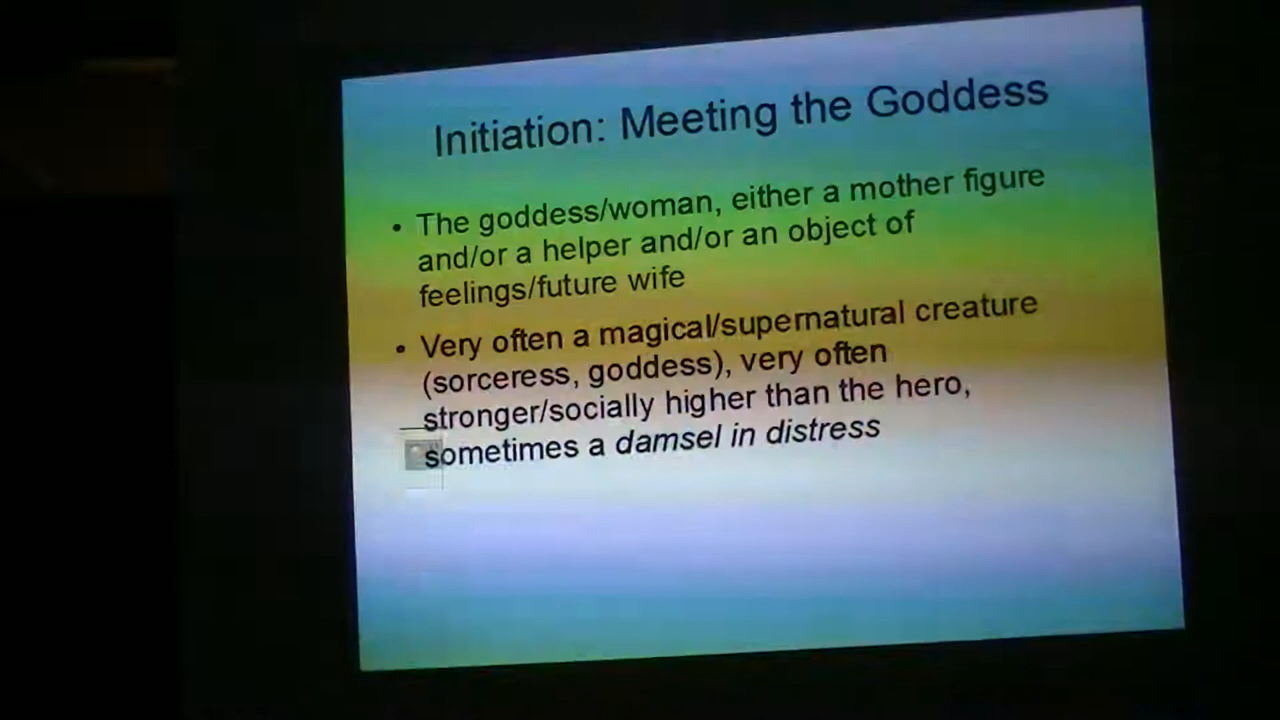 Initiation: Meeting the Goddess
• The goddess/woman, either a mother figure
and/or a helper and/or an object of
feelings/future wife
• Very often a magical/supernatural creature
(sorceress, goddess), very often
stronger/socially higher than the hero,
sometimes a damsel in distress